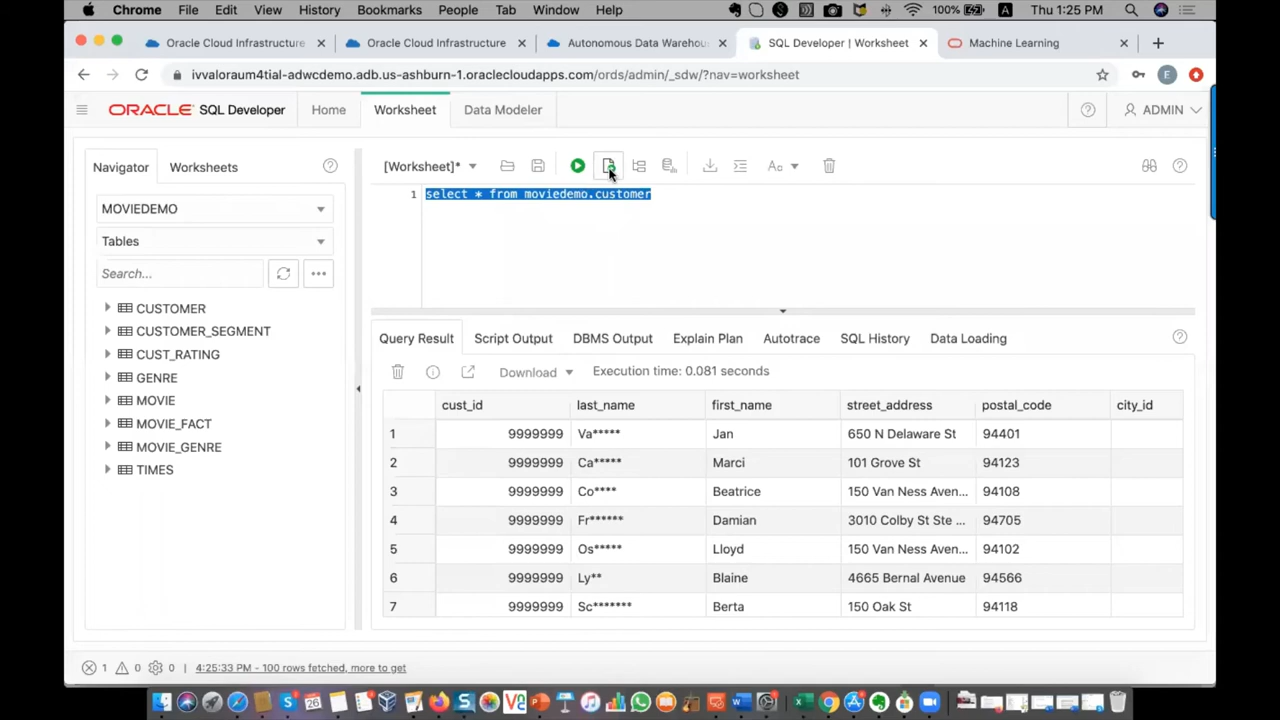 Chrome File Edit View History Bookmarks People Tab Window Help 100% A Thu 1:25 PM
Oracle Cloud Infrastructure × Oracle Cloud Infrastructure × Autonomous Data Warehou × SQL Developer | Worksheet × Machine Learning × +
ivvaloraum4tial-adwcdemo.adb.us-ashburn-1.oraclecloudapps.com/ords/admin/_sdw/?nav=worksheet E
ORACLE SQL Developer Home Worksheet Data Modeler ? ADMIN
Navigator Worksheets ? [Worksheet]* Aa ?
1 select * from moviedemo.customer
MOVIEDEMO
Tables
Search... ...
CUSTOMER
CUSTOMER_SEGMENT
CUST_RATING
GENRE
MOVIE
MOVIE_FACT
MOVIE_GENRE
TIMES
Query Result Script Output DBMS Output Explain Plan Autotrace SQL History Data Loading ?
Download Execution time: 0.081 seconds
cust_id last_name first_name street_address postal_code city_id
1 9999999 Va***** Jan 650 N Delaware St 94401
2 9999999 Ca***** Marci 101 Grove St 94123
3 9999999 Co**** Beatrice 150 Van Ness Aven... 94108
4 9999999 Fr****** Damian 3010 Colby St Ste ... 94705
5 9999999 Os***** Lloyd 150 Van Ness Aven... 94102
6 9999999 Ly** Blaine 4665 Bernal Avenue 94566
7 9999999 Sc******* Berta 150 Oak St 94118
1 0 0 | 4:25:33 PM - 100 rows fetched, more to get